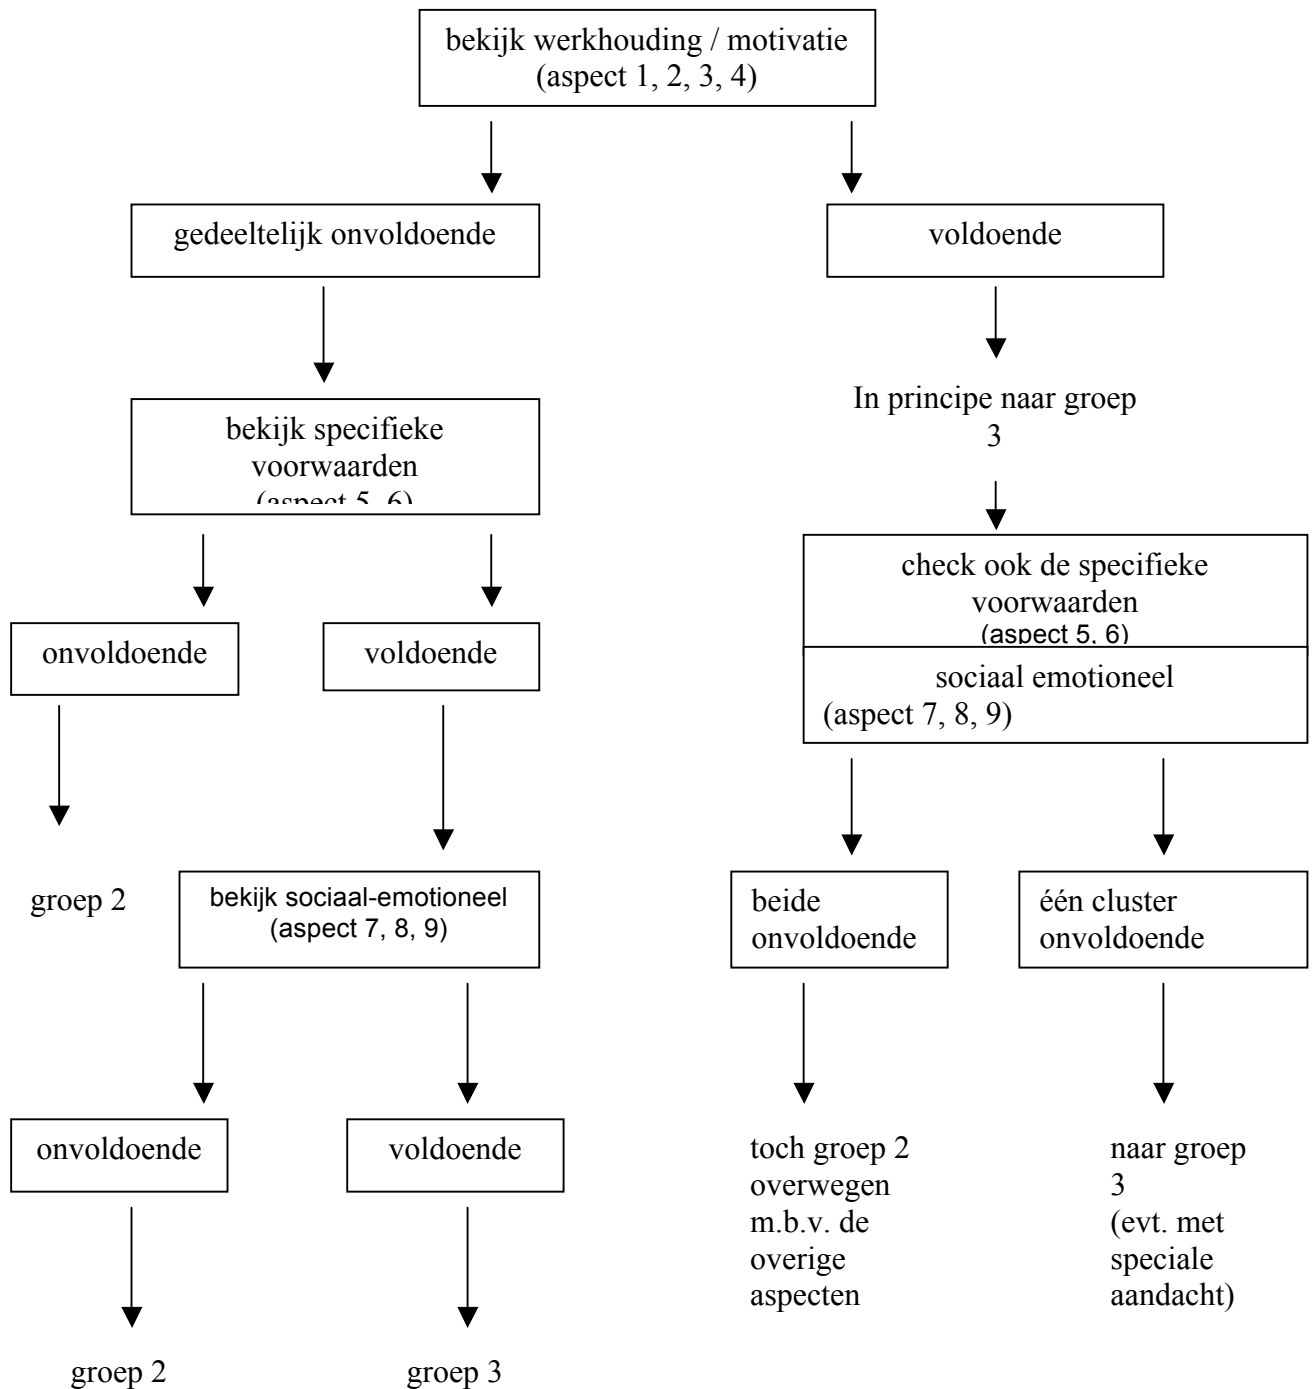 bekijk werkhouding / motivatie
(aspect 1, 2, 3, 4)
gedeeltelijk onvoldoende
voldoende
bekijk specifieke
voorwaarden
(aspect 5, 6)
In principe naar groep
3
onvoldoende
voldoende
check ook de specifieke
voorwaarden
(aspect 5, 6)
sociaal emotioneel
(aspect 7, 8, 9)
groep 2
bekijk sociaal-emotioneel
(aspect 7, 8, 9)
beide
onvoldoende
één cluster
onvoldoende
onvoldoende
voldoende
toch groep 2
overwegen
m.b.v. de
overige
aspecten
naar groep
3
(evt. met
speciale
aandacht)
groep 2
groep 3